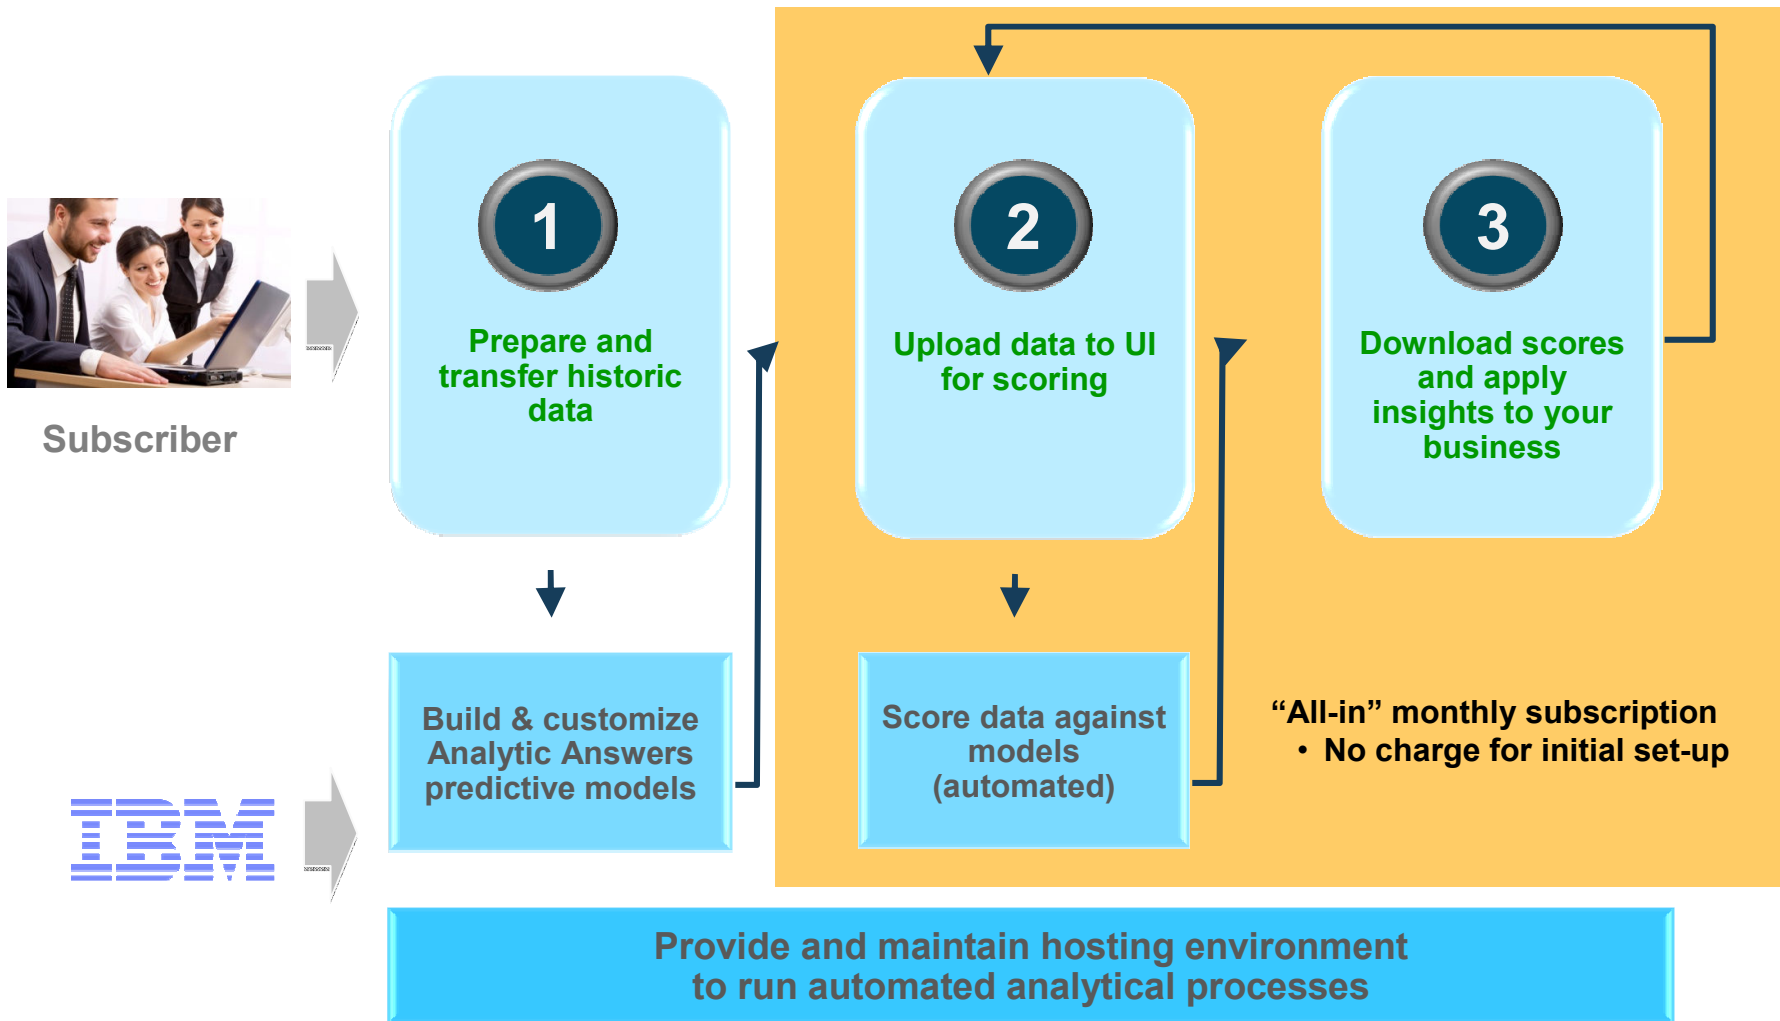 1
Prepare and
transfer historic
data
2
Upload data to UI
for scoring
3
Download scores
and apply
insights to your
business
Subscriber
Build & customize
Analytic Answers
predictive models
Score data against
models
(automated)
“All-in” monthly subscription
• No charge for initial set-up
IBM
Provide and maintain hosting environment
to run automated analytical processes